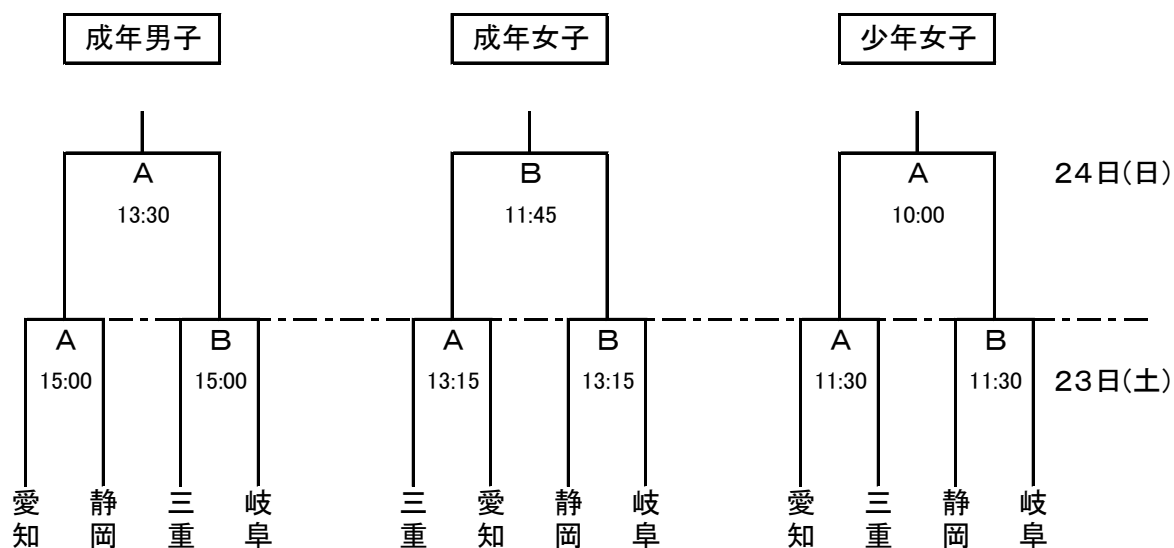 成年男子 成年女子 少年女子
A B A 24日(日)
13:30 11:45 10:00
A B A B A B
15:00 15:00 13:15 13:15 11:30 11:30 23日(土)
愛知 静岡 三重 岐阜 三重 愛知 静岡 岐阜 愛知 三重 静岡 岐阜